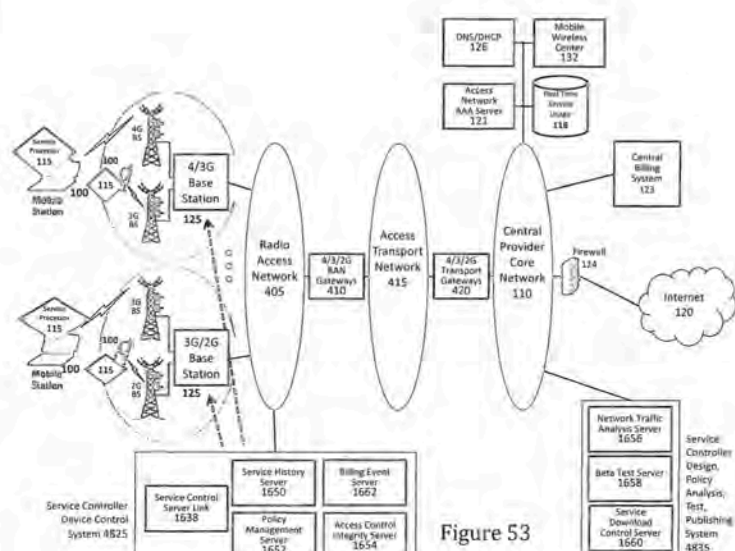 DNS/DHCP
126
Mobile
Wireless
Center
132
Access
Network
AAA Server
121
Real Time
Service
Usage
118
Central
Billing
System
123
Service
Processor
115
Mobile
Station
100
100
115
4G
BS
3G
BS
4/3G
Base
Station
125
Service
Processor
115
Mobile
Station
100
100
115
3G
BS
2G
BS
3G/2G
Base
Station
125
Radio
Access
Network
405
4/3/2G
RAN
Gateways
410
Access
Transport
Network
415
4/3/2G
Transport
Gateways
420
Central
Provider
Core
Network
110
Firewall
124
Internet
120
Service Controller
Device Control
System 4825
Service Control
Server Link
1638
Service History
Server
1650
Billing Event
Server
1662
Policy
Management
Server
1652
Access Control
Integrity Server
1654
Figure 53
Network Traffic
Analysis Server
1656
Beta Test Server
1658
Service
Download
Control Server
1660
Service
Controller
Design,
Policy
Analysis,
Test,
Publishing
System
4835